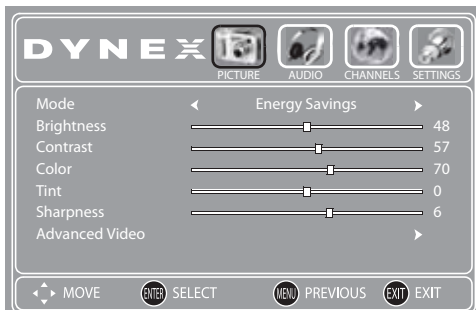 DYNEX
PICTURE AUDIO CHANNELS SETTINGS
Mode Energy Savings
Brightness 48
Contrast 57
Color 70
Tint 0
Sharpness 6
Advanced Video
MOVE ENTER SELECT MENU PREVIOUS EXIT EXIT